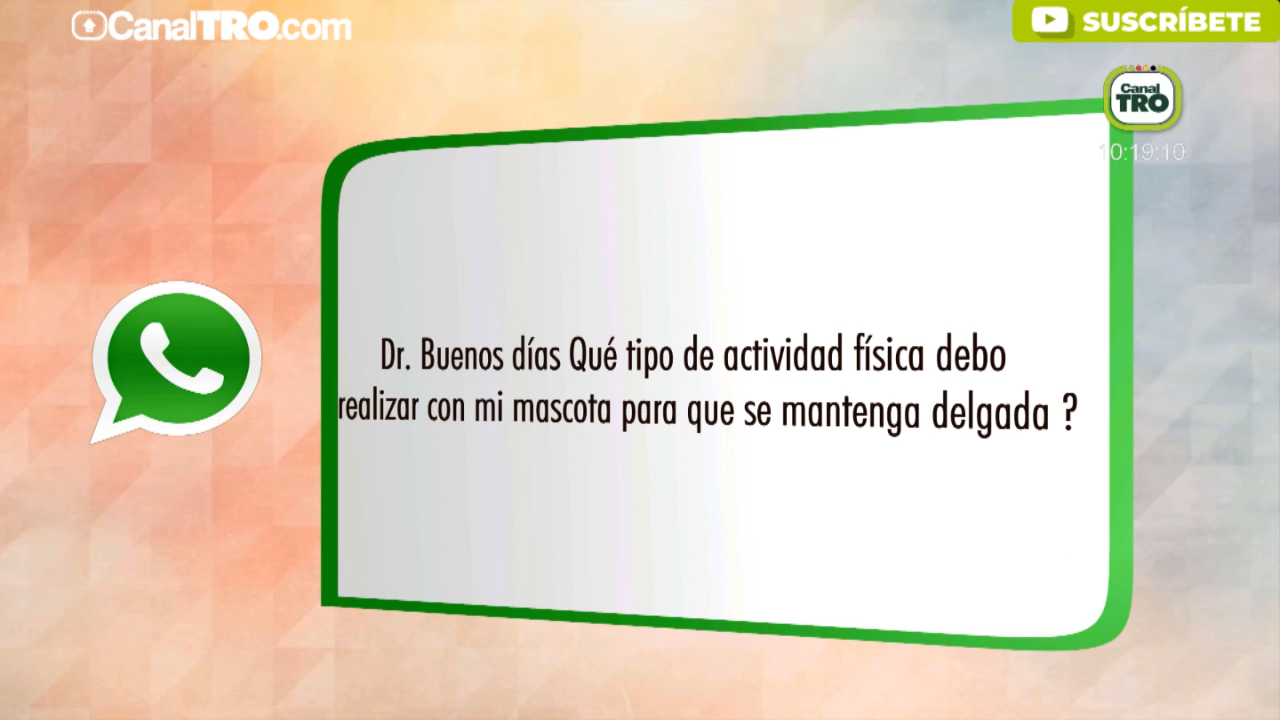 CanalTRO.com
SUSCRÍBETE
Canal
TRO
10:19:10
Dr. Buenos días Qué tipo de actividad física debo
realizar con mi mascota para que se mantenga delgada ?